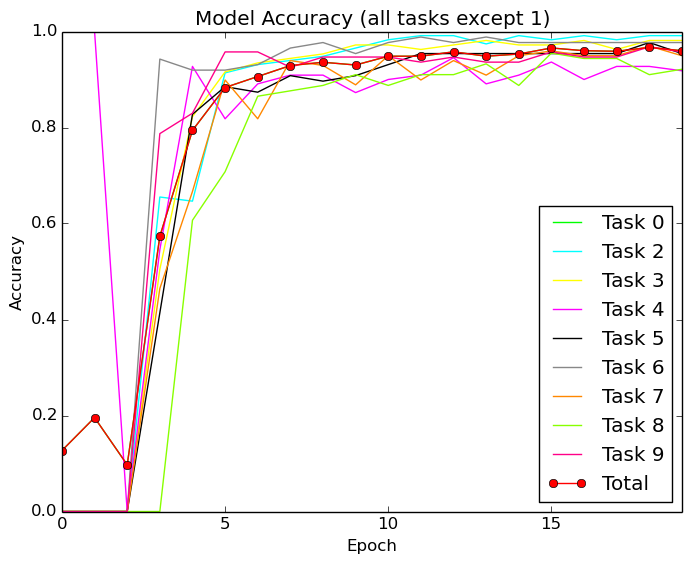 Model Accuracy (all tasks except 1)
1.0
0.8
0.6
0.4
0.2
0.0
Accuracy
0
5
10
15
Epoch
Task 0
Task 2
Task 3
Task 4
Task 5
Task 6
Task 7
Task 8
Task 9
Total